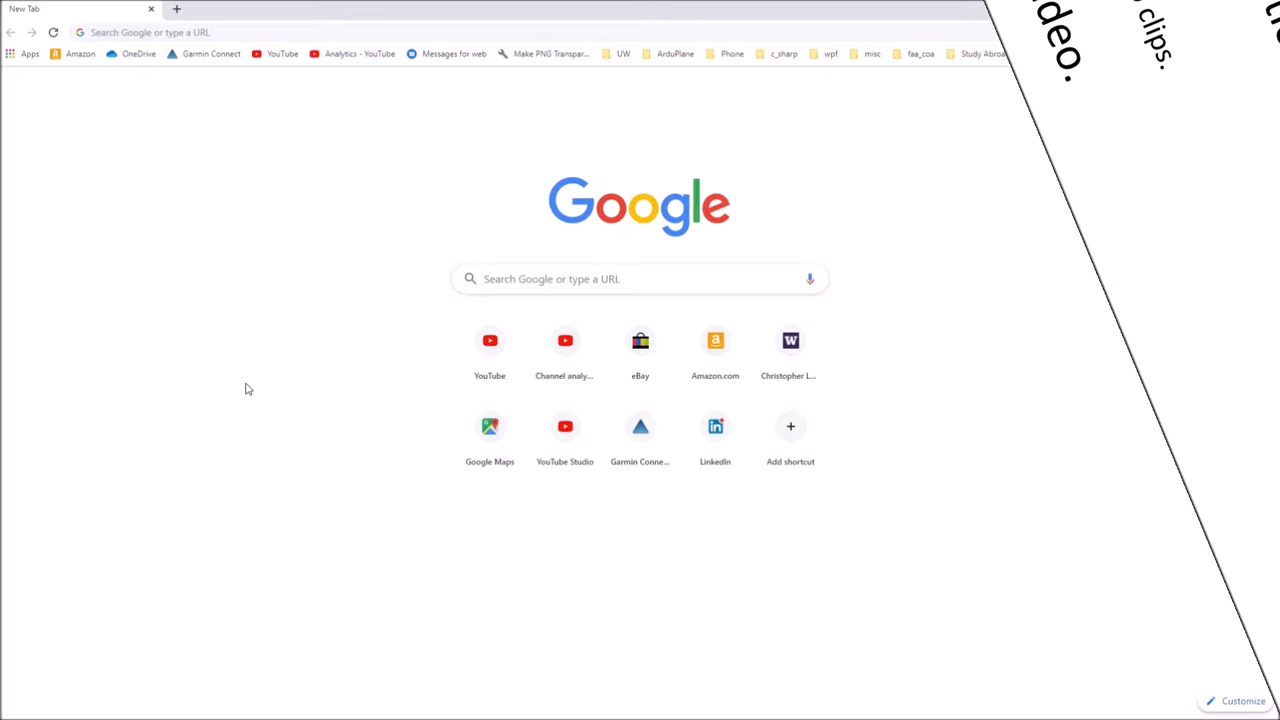 New Tab
Search Google or type a URL
Apps Amazon OneDrive Garmin Connect YouTube Analytics - YouTube Messages for web Make PNG Transpar... UW ArduPlane Phone c_sharp wpf misc faa_coa Study
clips.
Google
Search Google or type a URL
YouTube Channel analy... eBay Amazon.com Christopher L...
Google Maps YouTube Studio Garmin Conne... LinkedIn Add shortcut
Customize